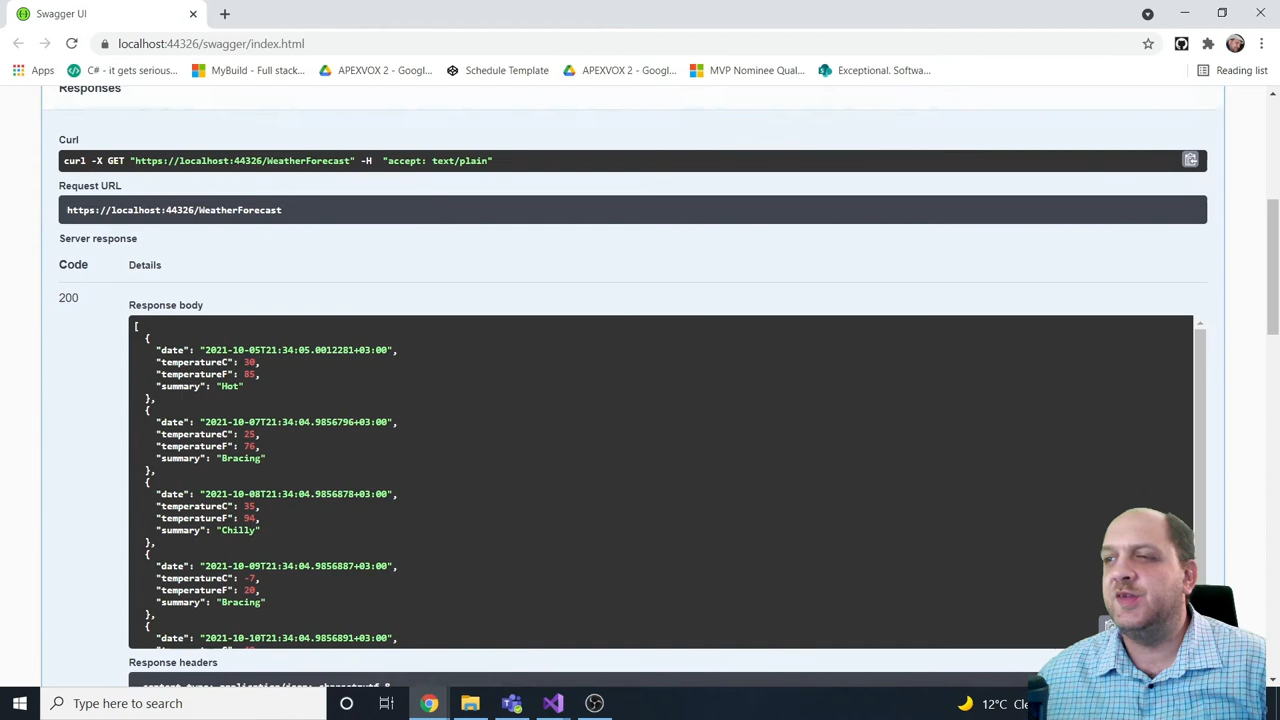 Swagger UI
localhost:44326/swagger/index.html
Apps
C# - it gets serious...
MyBuild - Full stack...
APEXVOX 2 - Googl...
Schedule Template
APEXVOX 2 - Googl...
MVP Nominee Qual...
Exceptional. Softwa...
Reading list
Responses
Curl
curl -X GET "https://localhost:44326/WeatherForecast" -H  "accept: text/plain"
Request URL
https://localhost:44326/WeatherForecast
Server response
Code
Details
200
Response body
[
{
"date": "2021-10-05T21:34:05.0012281+03:00",
"temperatureC": 30,
"temperatureF": 85,
"summary": "Hot"
},
{
"date": "2021-10-07T21:34:04.9856796+03:00",
"temperatureC": 25,
"temperatureF": 76,
"summary": "Bracing"
},
{
"date": "2021-10-08T21:34:04.9856878+03:00",
"temperatureC": 35,
"temperatureF": 94,
"summary": "Chilly"
},
{
"date": "2021-10-09T21:34:04.9856887+03:00",
"temperatureC": -7,
"temperatureF": 20,
"summary": "Bracing"
},
{
"date": "2021-10-10T21:34:04.9856891+03:00",
Response headers
Type here to search
12°C